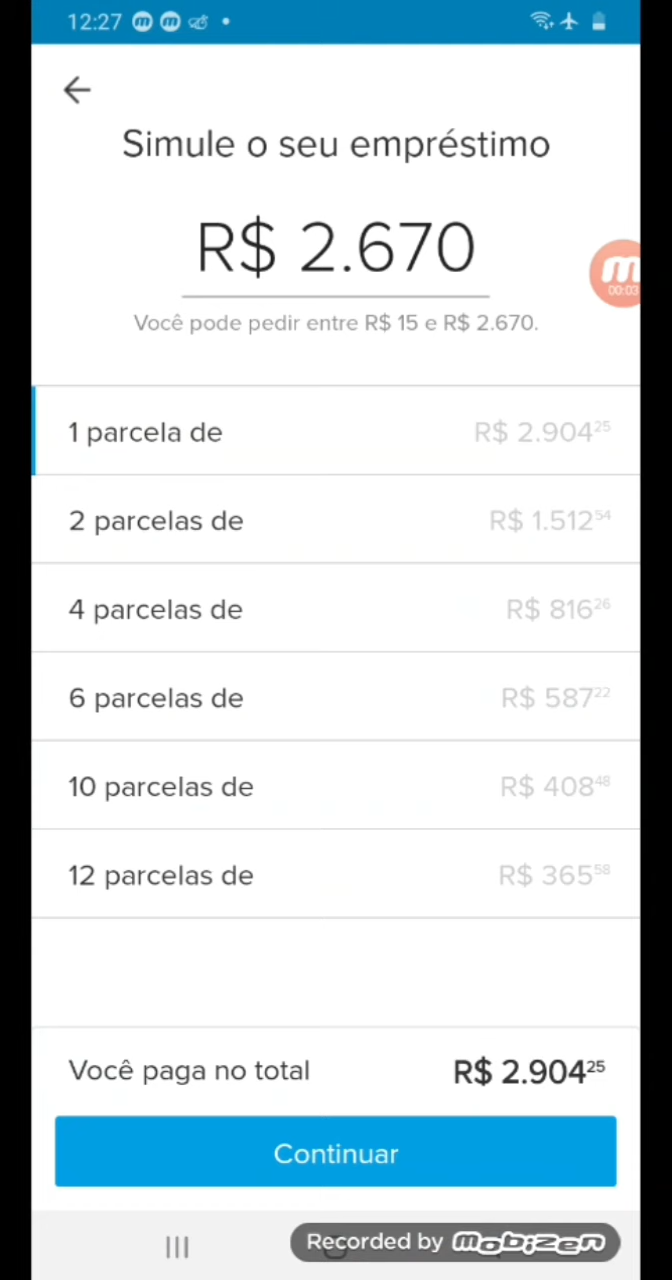 12:27
Simule o seu empréstimo
R$ 2.670
00:03
Você pode pedir entre R$ 15 e R$ 2.670.
1 parcela de R$ 2.904²⁵
2 parcelas de R$ 1.512⁵⁴
4 parcelas de R$ 816²⁶
6 parcelas de R$ 587²²
10 parcelas de R$ 408⁴⁸
12 parcelas de R$ 365⁵⁸
Você paga no total R$ 2.904²⁵
Continuar
Recorded by mobizen